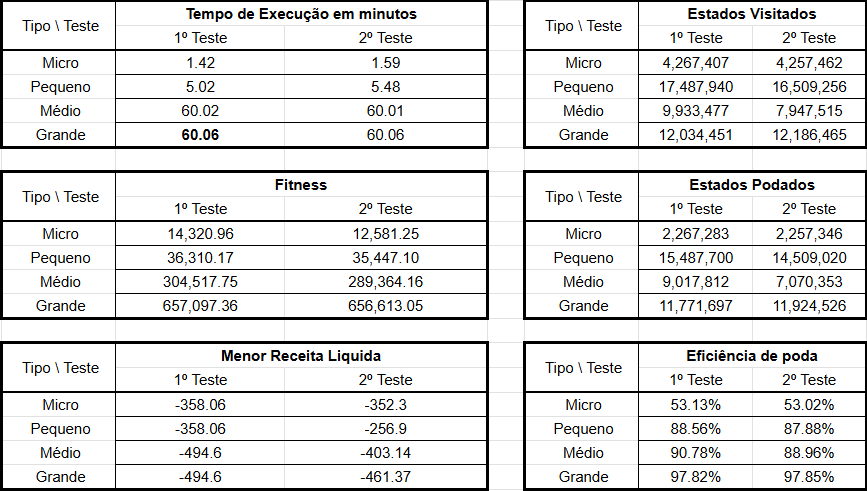 Tipo \ Teste Tempo de Execução em minutos
1º Teste 2º Teste
Micro 1.42 1.59
Pequeno 5.02 5.48
Médio 60.02 60.01
Grande 60.06 60.06
Tipo \ Teste Estados Visitados
1º Teste 2º Teste
Micro 4,267,407 4,257,462
Pequeno 17,487,940 16,509,256
Médio 9,933,477 7,947,515
Grande 12,034,451 12,186,465
Tipo \ Teste Fitness
1º Teste 2º Teste
Micro 14,320.96 12,581.25
Pequeno 36,310.17 35,447.10
Médio 304,517.75 289,364.16
Grande 657,097.36 656,613.05
Tipo \ Teste Estados Podados
1º Teste 2º Teste
Micro 2,267,283 2,257,346
Pequeno 15,487,700 14,509,020
Médio 9,017,812 7,070,353
Grande 11,771,697 11,924,526
Tipo \ Teste Menor Receita Liquida
1º Teste 2º Teste
Micro -358.06 -352.3
Pequeno -358.06 -256.9
Médio -494.6 -403.14
Grande -494.6 -461.37
Tipo \ Teste Eficiência de poda
1º Teste 2º Teste
Micro 53.13% 53.02%
Pequeno 88.56% 87.88%
Médio 90.78% 88.96%
Grande 97.82% 97.85%